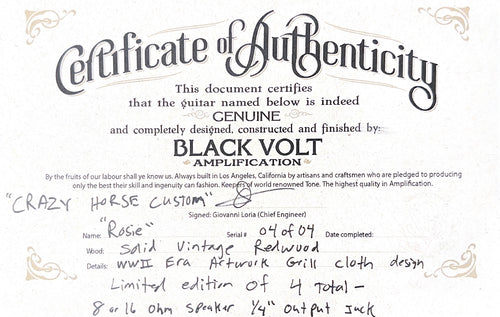 Certificate of Authenticity
This document certifies
that the guitar named below is indeed
GENUINE
and completely designed, constructed and finished by:
BLACK VOLT
AMPLIFICATION
By the fruits of our labour shall ye know us. Always built in Los Angeles, California by artisans and craftsmen who are pledged to producing
only the best their skill and ingenuity can fashion. Keepers of world renowned Tone. The highest quality in Amplification.
"CRAZY HORSE CUSTOM"
Signed: Giovanni Loria (Chief Engineer)
Name: "Rosie" Serial # 04 of 04 Date completed:
Wood: Solid Vintage Redwood
Details: WWII Era Artwork Grill cloth design
Limited edition of 4 total -
8 or 16 Ohm speaker 1/4" output Jack